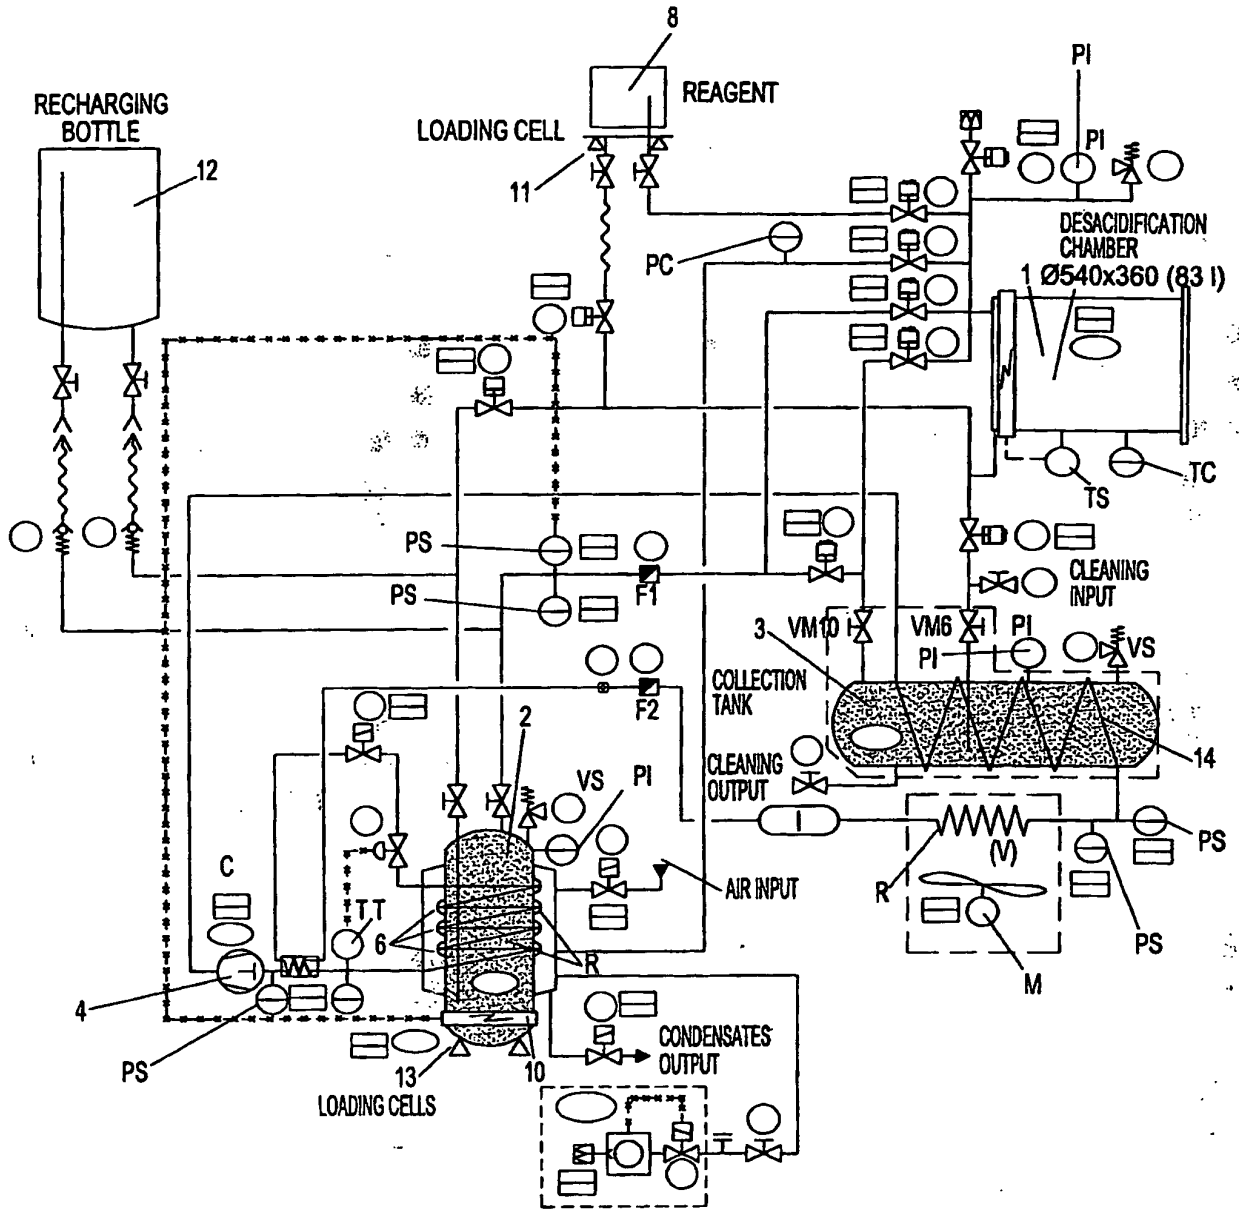 8
PI
RECHARGING
BOTTLE
REAGENT
LOADING CELL
PI
12
11
DESACIDIFICATION
CHAMBER
PC
1 Ø540x360 (83 l)
TC
TS
PS
CLEANING
INPUT
PS
F1
VM10
VM6
PI
3
PI
VS
COLLECTION
TANK
F2
2
14
CLEANING
OUTPUT
VS
PI
PS
(V)
C
AIR INPUT
R
TT
6
R
PS
M
4
CONDENSATES
OUTPUT
PS
13
10
LOADING CELLS